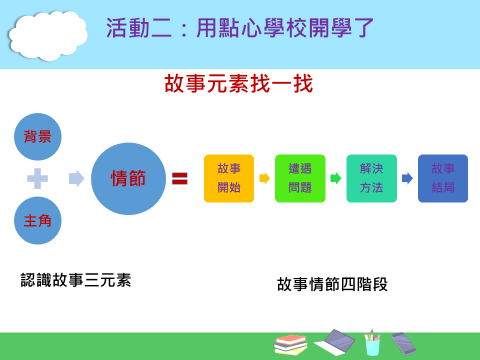 活動二：用點心學校開學了
故事元素找一找
背景
主角
情節
故事
開始
遭遇
問題
解決
方法
故事
結局
認識故事三元素
故事情節四階段